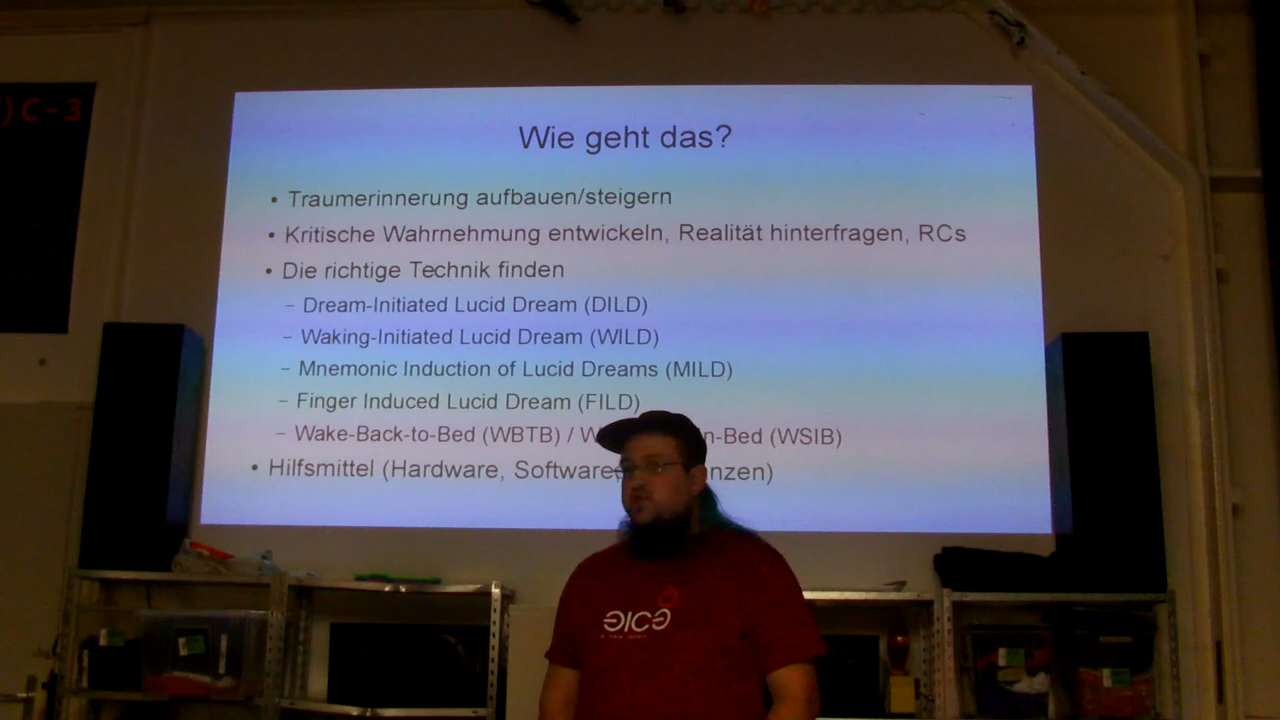 )C-3
Wie geht das?
• Traumerinnerung aufbauen/steigern
• Kritische Wahrnehmung entwickeln, Realität hinterfragen, RCs
• Die richtige Technik finden
– Dream-Initiated Lucid Dream (DILD)
– Waking-Initiated Lucid Dream (WILD)
– Mnemonic Induction of Lucid Dreams (MILD)
– Finger Induced Lucid Dream (FILD)
– Wake-Back-to-Bed (WBTB) / W n-Bed (WSIB)
• Hilfsmittel (Hardware, Software, nzen)